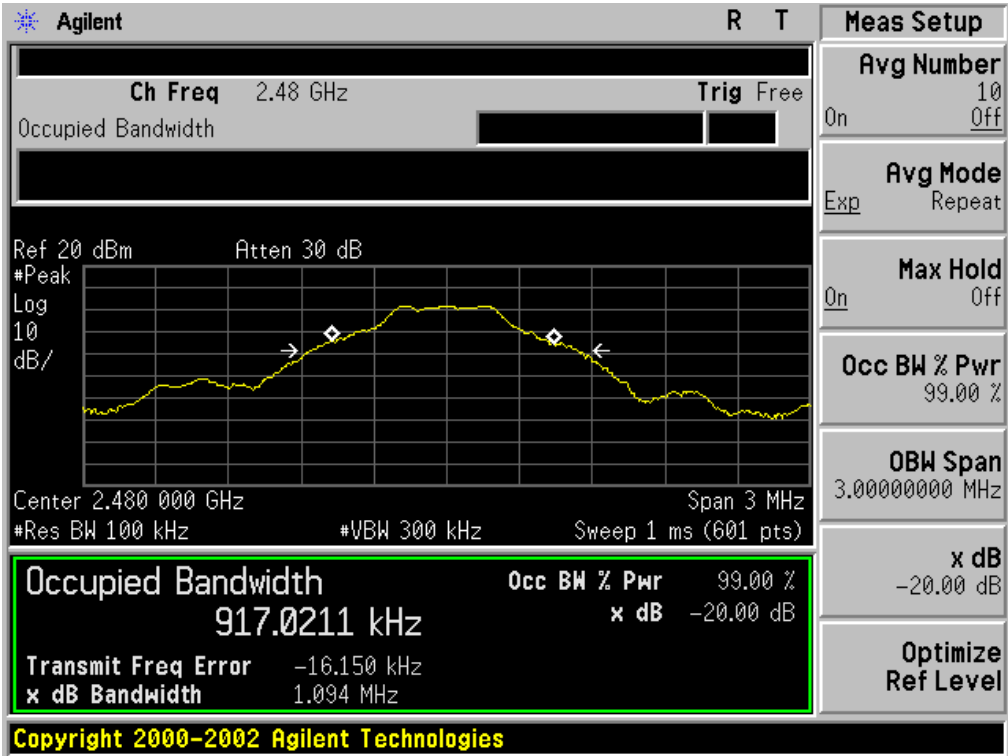 Agilent R T
Ch Freq 2.48 GHz Trig Free
Occupied Bandwidth
Ref 20 dBm Atten 30 dB
#Peak
Log
10
dB/
Center 2.480 000 GHz Span 3 MHz
#Res BW 100 kHz #VBW 300 kHz Sweep 1 ms (601 pts)
Occupied Bandwidth
917.0211 kHz
Occ BW % Pwr 99.00 %
x dB -20.00 dB
Transmit Freq Error -16.150 kHz
x dB Bandwidth 1.094 MHz
Copyright 2000-2002 Agilent Technologies
Meas Setup
Avg Number
10
On Off
Avg Mode
Exp Repeat
Max Hold
On Off
Occ BW % Pwr
99.00 %
OBW Span
3.00000000 MHz
x dB
-20.00 dB
Optimize
Ref Level